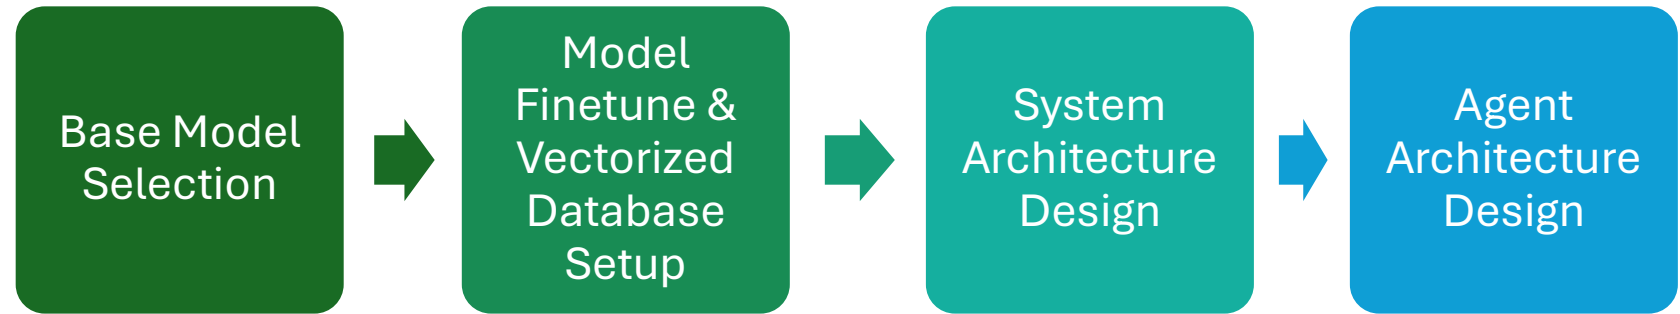 Base Model
Selection
Model
Finetune &
Vectorized
Database
Setup
System
Architecture
Design
Agent
Architecture
Design